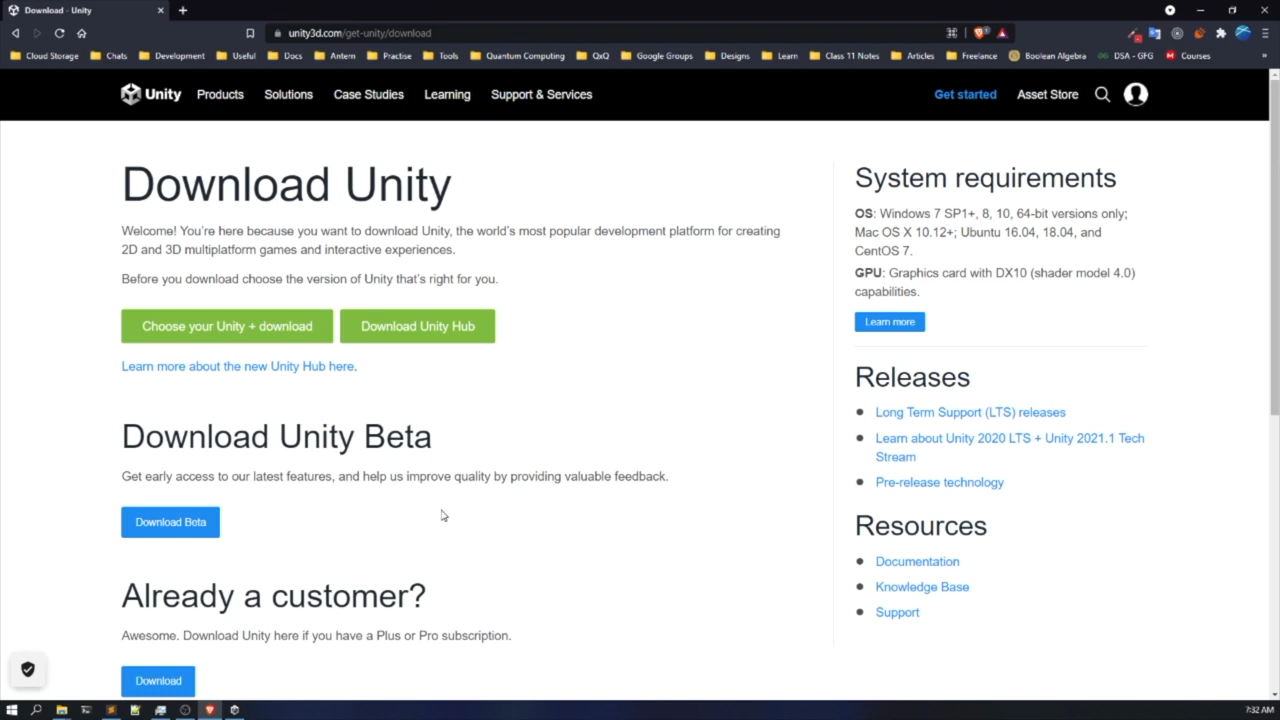 Download - Unity
unity3d.com/get-unity/download
Cloud Storage Chats Development Useful Docs Antern Practise Tools Quantum Computing QxQ Google Groups Designs Learn Class 11 Notes Articles Freelance Boolean Algebra DSA - GFG Courses
Unity Products Solutions Case Studies Learning Support & Services Get started Asset Store
Download Unity
Welcome! You're here because you want to download Unity, the world's most popular development platform for creating
2D and 3D multiplatform games and interactive experiences.
Before you download choose the version of Unity that's right for you.
Choose your Unity + download Download Unity Hub
Learn more about the new Unity Hub here.
Download Unity Beta
Get early access to our latest features, and help us improve quality by providing valuable feedback.
Download Beta
Already a customer?
Awesome. Download Unity here if you have a Plus or Pro subscription.
Download
System requirements
OS: Windows 7 SP1+, 8, 10, 64-bit versions only;
Mac OS X 10.12+; Ubuntu 16.04, 18.04, and
CentOS 7.
GPU: Graphics card with DX10 (shader model 4.0)
capabilities.
Learn more
Releases
Long Term Support (LTS) releases
Learn about Unity 2020 LTS + Unity 2021.1 Tech
Stream
Pre-release technology
Resources
Documentation
Knowledge Base
Support
7:32 AM